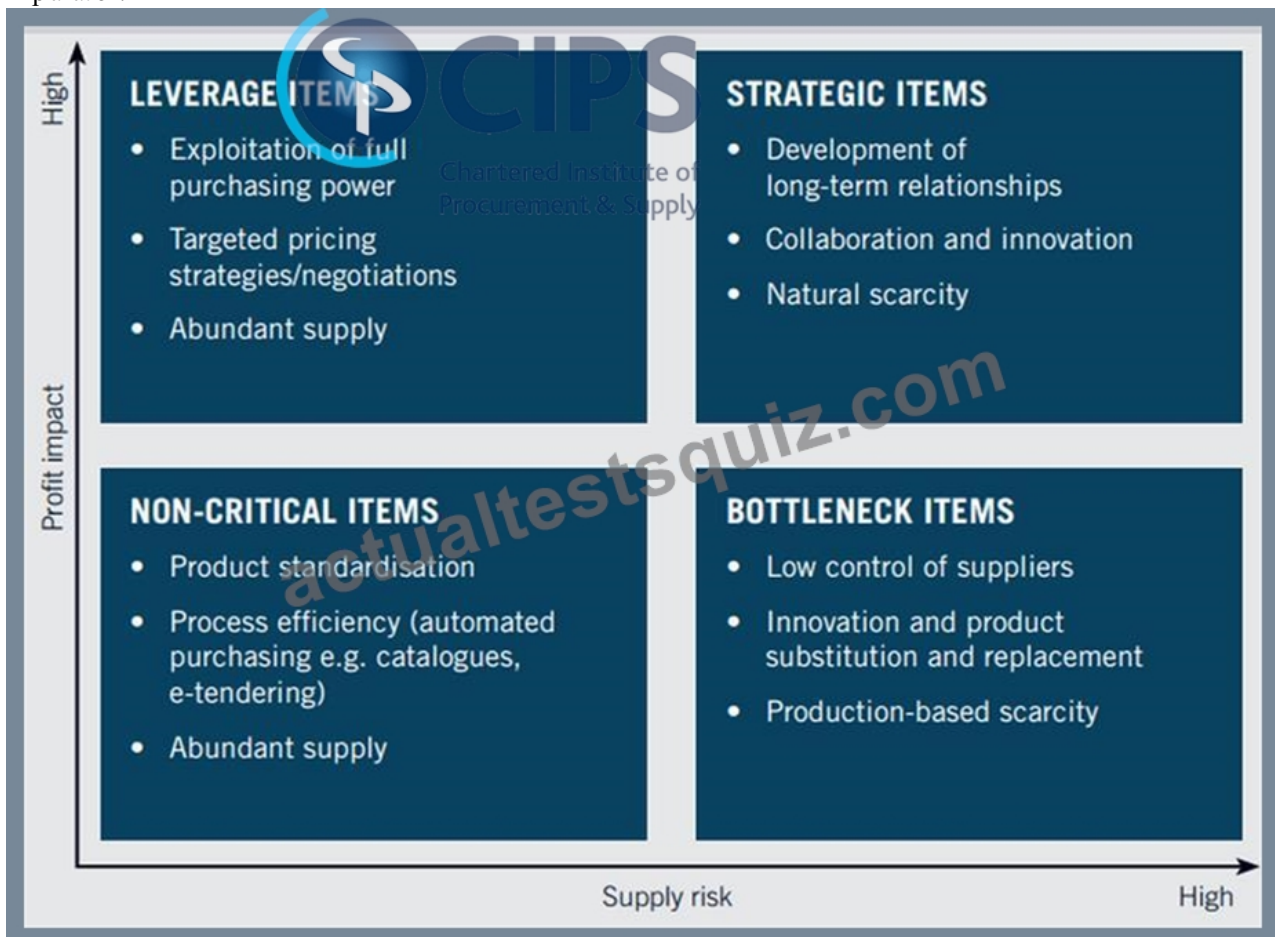 CIPS
Chartered Institute of
Procurement & Supply
High
LEVERAGE ITEMS
• Exploitation of full
purchasing power
• Targeted pricing
strategies/negotiations
• Abundant supply
STRATEGIC ITEMS
• Development of
long-term relationships
• Collaboration and innovation
• Natural scarcity
Profit impact
actualtestsquiz.com
NON-CRITICAL ITEMS
• Product standardisation
• Process efficiency (automated
purchasing e.g. catalogues,
e-tendering)
• Abundant supply
BOTTLENECK ITEMS
• Low control of suppliers
• Innovation and product
substitution and replacement
• Production-based scarcity
Supply risk
High